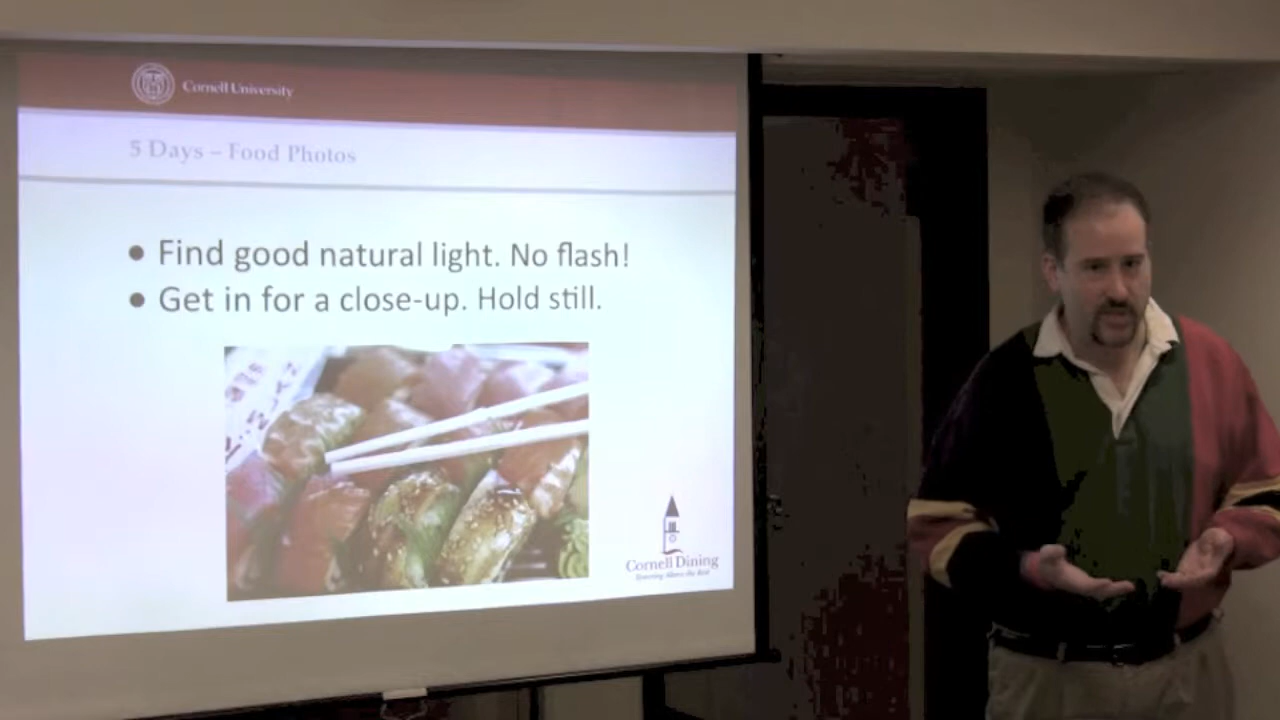 Cornell University
5 Days – Food Photos
• Find good natural light. No flash!
• Get in for a close-up. Hold still.
Cornell Dining